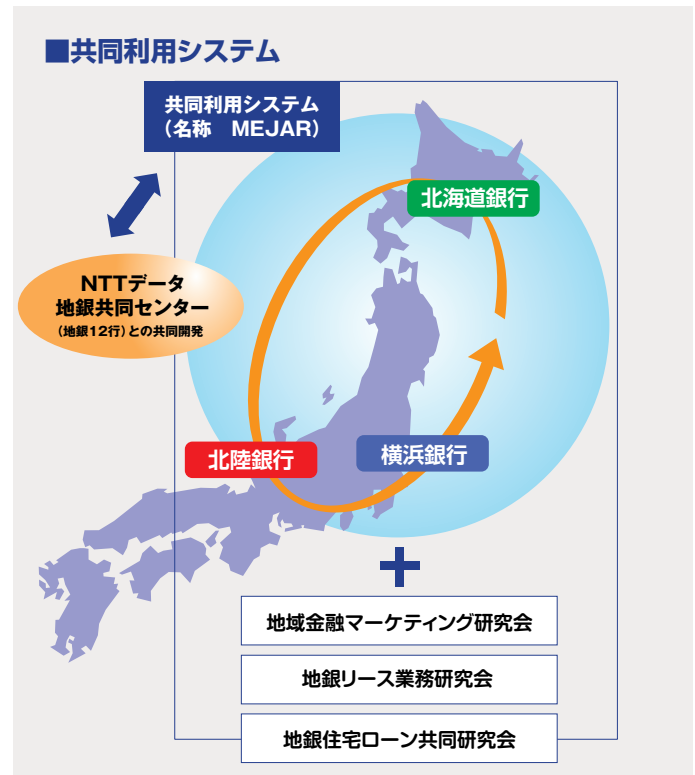 ■共同利用システム
共同利用システム
（名称　MEJAR）
北海道銀行
NTTデータ
地銀共同センター
（地銀12行）との共同開発
北陸銀行
横浜銀行
+
地域金融マーケティング研究会
地銀リース業務研究会
地銀住宅ローン共同研究会